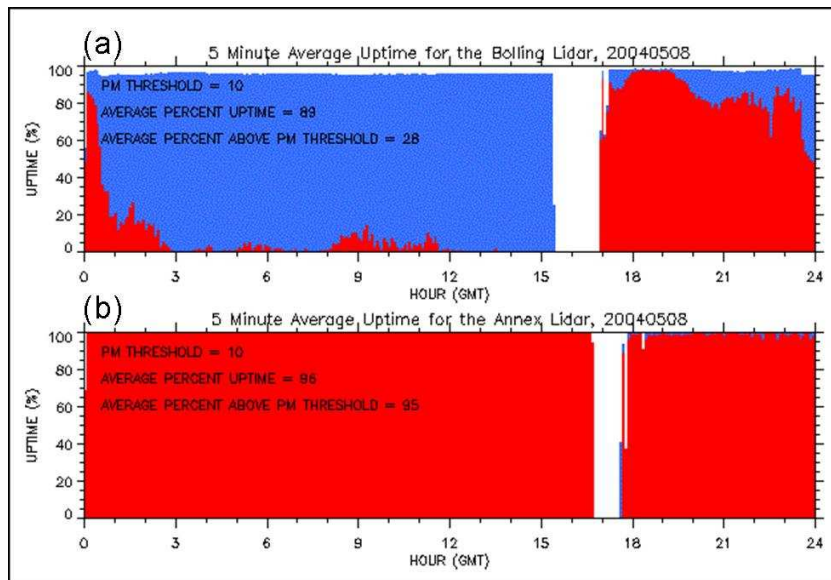 (a)
5 Minute Average Uptime for the Bolling Lidar, 20040508
100
80
60
40
20
0
UPTIME (%)
PM THRESHOLD = 10
AVERAGE PERCENT UPTIME = 89
AVERAGE PERCENT ABOVE PM THRESHOLD = 28
0 3 6 9 12 15 18 21 24
HOUR (GMT)
(b)
5 Minute Average Uptime for the Annex Lidar, 20040508
100
80
60
40
20
0
UPTIME (%)
PM THRESHOLD = 10
AVERAGE PERCENT UPTIME = 96
AVERAGE PERCENT ABOVE PM THRESHOLD = 95
0 3 6 9 12 15 18 21 24
HOUR (GMT)